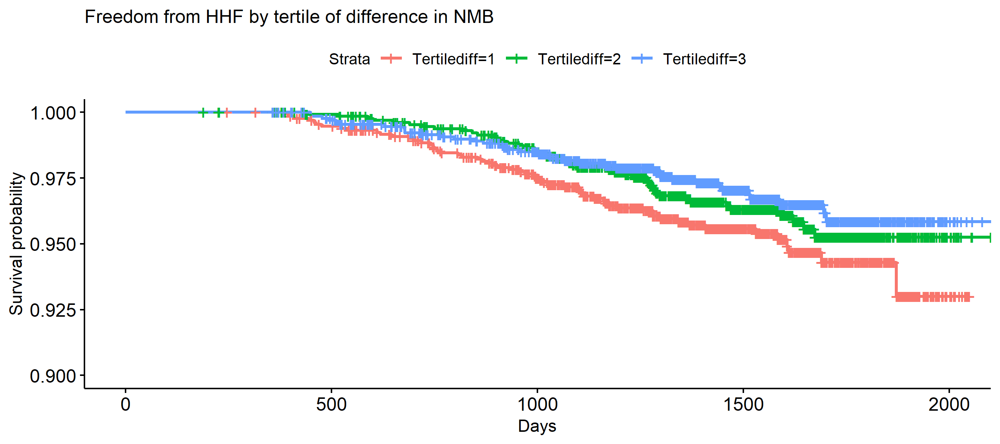 Freedom from HHF by tertile of difference in NMB
Strata Tertilediff=1 Tertilediff=2 Tertilediff=3
Survival probability
1.000
0.975
0.950
0.925
0.900
0 500 1000 1500 2000
Days